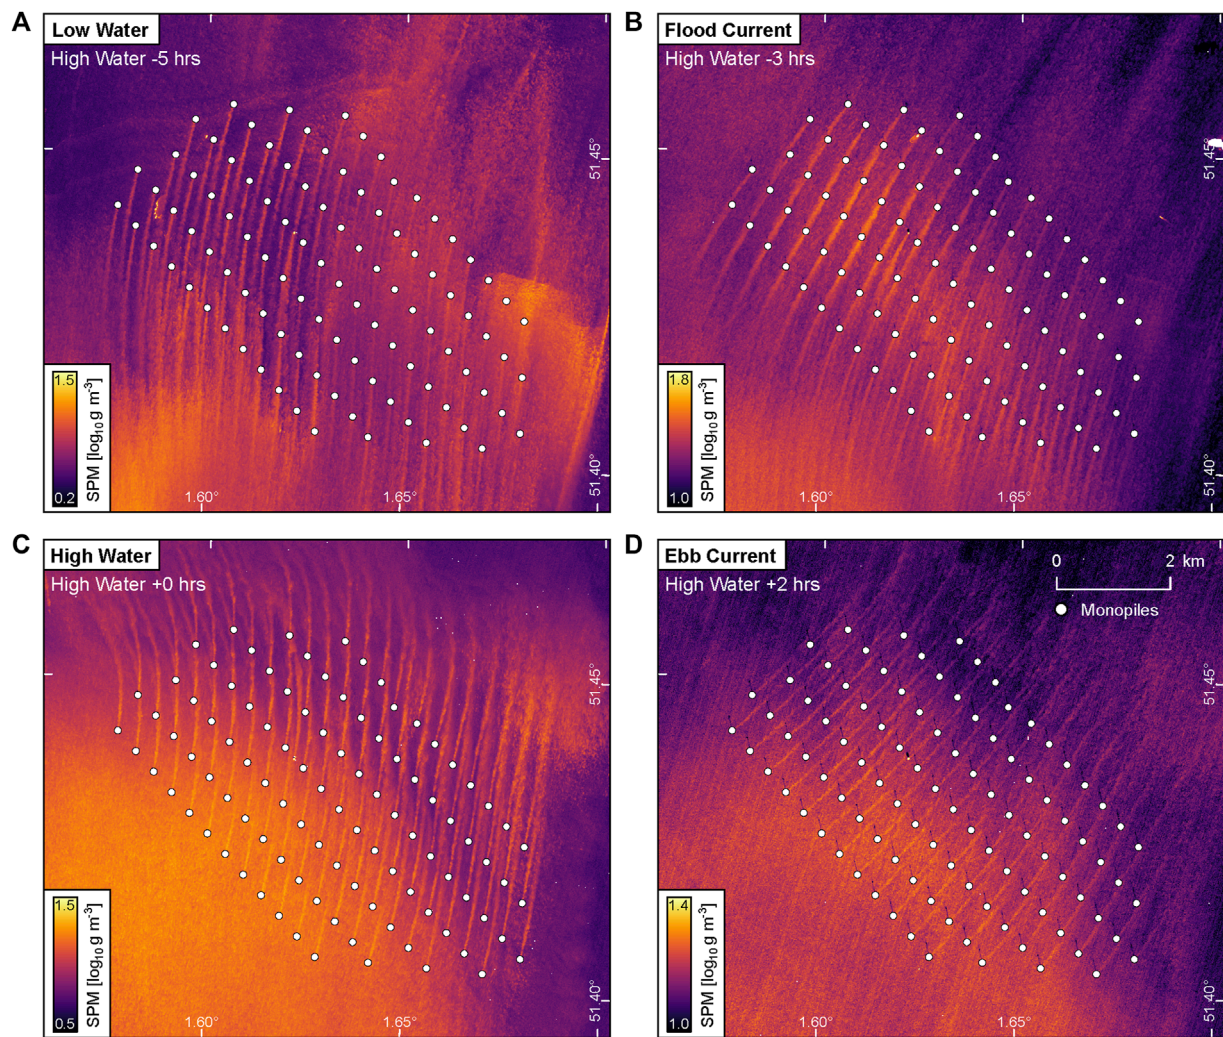 A
Low Water
High Water -5 hrs
51.45°
51.40°
1.60°
1.65°
1.5
0.2
SPM [log₁₀g m⁻³]
B
Flood Current
High Water -3 hrs
51.45°
51.40°
1.60°
1.65°
1.8
1.0
SPM [log₁₀g m⁻³]
C
High Water
High Water +0 hrs
51.45°
51.40°
1.60°
1.65°
1.5
0.5
SPM [log₁₀g m⁻³]
D
Ebb Current
High Water +2 hrs
0 2 km
Monopiles
51.45°
51.40°
1.60°
1.65°
1.4
1.0
SPM [log₁₀g m⁻³]